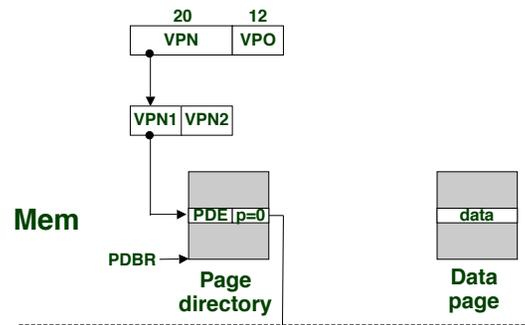 20 12
VPN VPO
VPN1 VPN2
Mem
PDE p=0
data
PDBR
Page
directory
Data
page